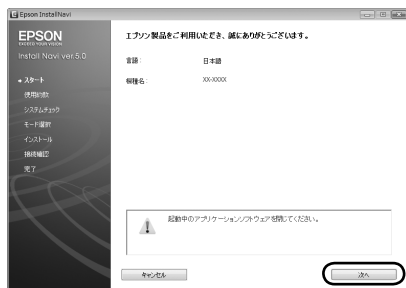 Epson InstallNavi
EPSON
EXCEED YOUR VISION
Install Navi ver.5.0
スタート
使用約款
システムチェック
モード選択
インストール
接続確認
完了
エプソン製品をご利用いただき、誠にありがとうございます。
言語:
日本語
機種名:
XX-XXXX
起動中のアプリケーションソフトウェアを閉じてください。
キャンセル
次へ